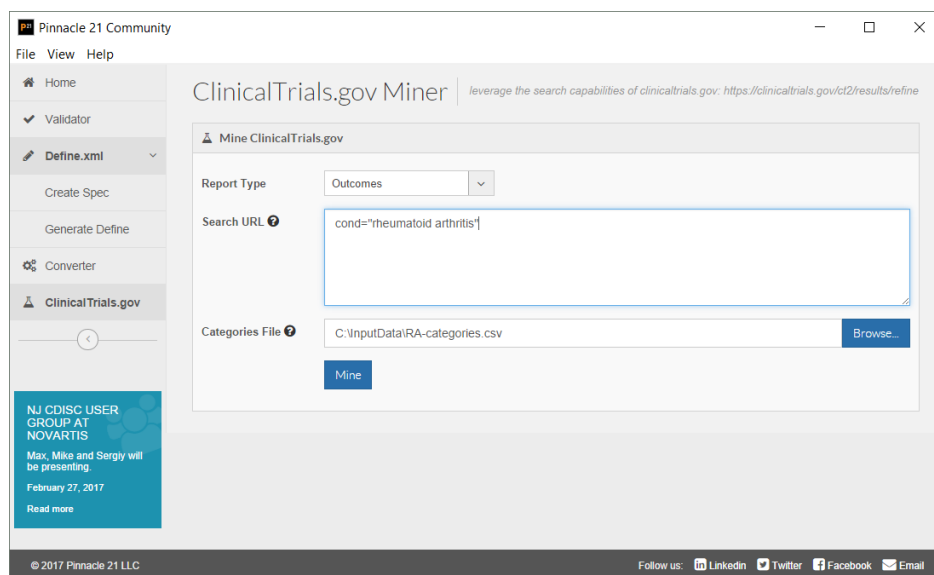 P21 Pinnacle 21 Community
File View Help
Home
Validator
Define.xml
Create Spec
Generate Define
Converter
ClinicalTrials.gov
NJ CDISC USER
GROUP AT
NOVARTIS
Max, Mike and Sergiy will
be presenting.
February 27, 2017
Read more
ClinicalTrials.gov Miner
leverage the search capabilities of clinicaltrials.gov: https://clinicaltrials.gov/ct2/results/refine
Mine ClinicalTrials.gov
Report Type Outcomes
Search URL ? cond="rheumatoid arthritis"
Categories File ? C:\InputData\RA-categories.csv Browse...
Mine
© 2017 Pinnacle 21 LLC Follow us: in Linkedin Twitter f Facebook Email